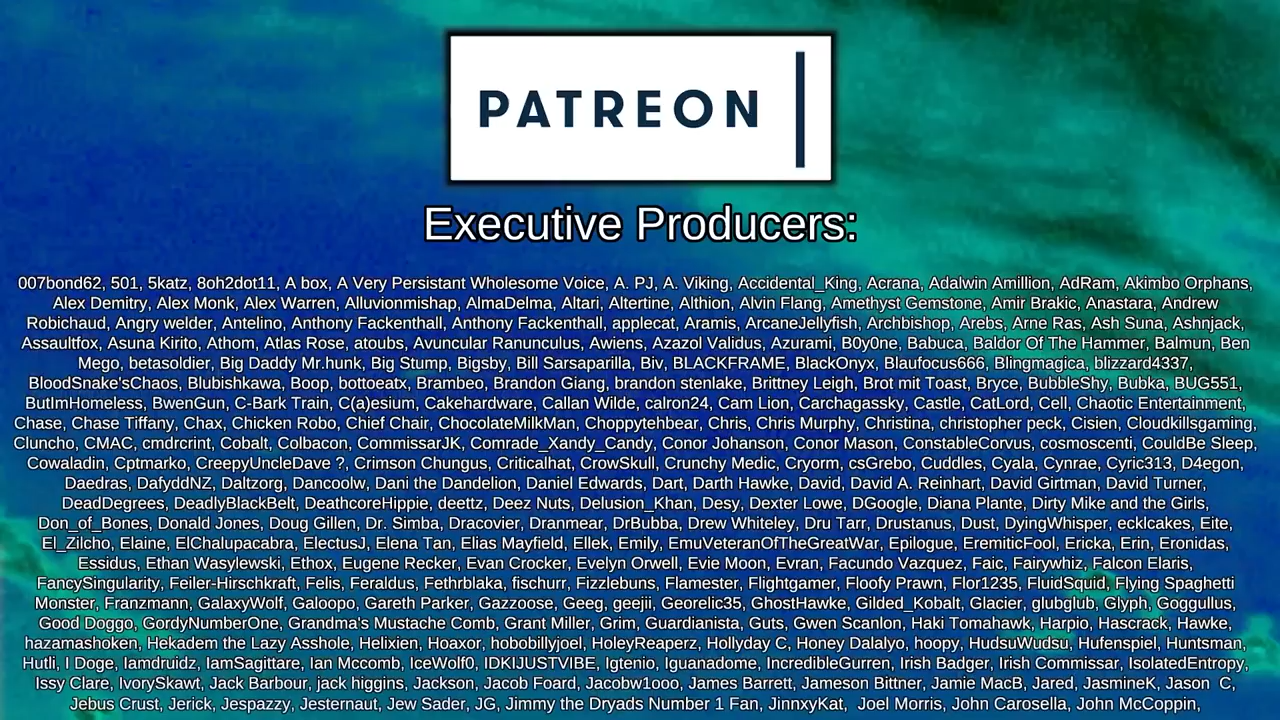 PATREON
Executive Producers:
007bond62, 501, 5katz, 8oh2dot11, A box, A Very Persistant Wholesome Voice, A. PJ, A. Viking, Accidental_King, Acrana, Adalwin Amillion, AdRam, Akimbo Orphans,
Alex Demitry, Alex Monk, Alex Warren, Alluvionmishap, AlmaDelma, Altari, Altertine, Althion, Alvin Flang, Amethyst Gemstone, Amir Brakic, Anastara, Andrew
Robichaud, Angry welder, Antelino, Anthony Fackenthall, Anthony Fackenthall, applecat, Aramis, ArcaneJellyfish, Archbishop, Arebs, Arne Ras, Ash Suna, Ashnjack,
Assaultfox, Asuna Kirito, Athom, Atlas Rose, atoubs, Avuncular Ranunculus, Awiens, Azazol Validus, Azurami, B0y0ne, Babuca, Baldor Of The Hammer, Balmun, Ben
Mego, betasoldier, Big Daddy Mr.hunk, Big Stump, Bigsby, Bill Sarsaparilla, Biv, BLACKFRAME, BlackOnyx, Blaufocus666, Blingmagica, blizzard4337,
BloodSnake'sChaos, Blubishkawa, Boop, bottoeatx, Brambeo, Brandon Giang, brandon stenlake, Brittney Leigh, Brot mit Toast, Bryce, BubbleShy, Bubka, BUG551,
ButImHomeless, BwenGun, C-Bark Train, C(a)esium, Cakehardware, Callan Wilde, calron24, Cam Lion, Carchagassky, Castle, CatLord, Cell, Chaotic Entertainment,
Chase, Chase Tiffany, Chax, Chicken Robo, Chief Chair, ChocolateMilkMan, Choppytehbear, Chris, Chris Murphy, Christina, christopher peck, Cisien, Cloudkillsgaming,
Cluncho, CMAC, cmdrcrint, Cobalt, Colbacon, CommissarJK, Comrade_Xandy_Candy, Conor Johanson, Conor Mason, ConstableCorvus, cosmoscenti, CouldBe Sleep,
Cowaladin, Cptmarko, CreepyUncleDave ?, Crimson Chungus, Criticalhat, CrowSkull, Crunchy Medic, Cryorm, csGrebo, Cuddles, Cyala, Cynrae, Cyric313, D4egon,
Daedras, DafyddNZ, Daltzorg, Dancoolw, Dani the Dandelion, Daniel Edwards, Dart, Darth Hawke, David, David A. Reinhart, David Girtman, David Turner,
DeadDegrees, DeadlyBlackBelt, DeathcoreHippie, deettz, Deez Nuts, Delusion_Khan, Desy, Dexter Lowe, DGoogle, Diana Plante, Dirty Mike and the Girls,
Don_of_Bones, Donald Jones, Doug Gillen, Dr. Simba, Dracovier, Dranmear, DrBubba, Drew Whiteley, Dru Tarr, Drustanus, Dust, DyingWhisper, ecklcakes, Eite,
El_Zilcho, Elaine, ElChalupacabra, ElectusJ, Elena Tan, Elias Mayfield, Ellek, Emily, EmuVeteranOfTheGreatWar, Epilogue, EremiticFool, Ericka, Erin, Eronidas,
Essidus, Ethan Wasylewski, Ethox, Eugene Recker, Evan Crocker, Evelyn Orwell, Evie Moon, Evran, Facundo Vazquez, Faic, Fairywhiz, Falcon Elaris,
FancySingularity, Feiler-Hirschkraft, Felis, Feraldus, Fethrblaka, fischurr, Fizzlebuns, Flamester, Flightgamer, Floofy Prawn, Flor1235, FluidSquid, Flying Spaghetti
Monster, Franzmann, GalaxyWolf, Galoopo, Gareth Parker, Gazzoose, Geeg, geejii, Georelic35, GhostHawke, Gilded_Kobalt, Glacier, glubglub, Glyph, Goggullus,
Good Doggo, GordyNumberOne, Grandma's Mustache Comb, Grant Miller, Grim, Guardianista, Guts, Gwen Scanlon, Haki Tomahawk, Harpio, Hascrack, Hawke,
hazamashoken, Hekadem the Lazy Asshole, Helixien, Hoaxor, hobobillyjoel, HoleyReaperz, Hollyday C, Honey Dalalyo, hoopy, HudsuWudsu, Hufenspiel, Huntsman,
Hutli, I Doge, Iamdruidz, IamSagittare, Ian Mccomb, IceWolf0, IDKIJUSTVIBE, Igtenio, Iguanadome, IncredibleGurren, Irish Badger, Irish Commissar, IsolatedEntropy,
Issy Clare, IvorySkawt, Jack Barbour, jack higgins, Jackson, Jacob Foard, Jacobw1ooo, James Barrett, Jameson Bittner, Jamie MacB, Jared, JasmineK, Jason C,
Jebus Crust, Jerick, Jespazzy, Jesternaut, Jew Sader, JG, Jimmy the Dryads Number 1 Fan, JinnxyKat, Joel Morris, John Carosella, John McCoppin,